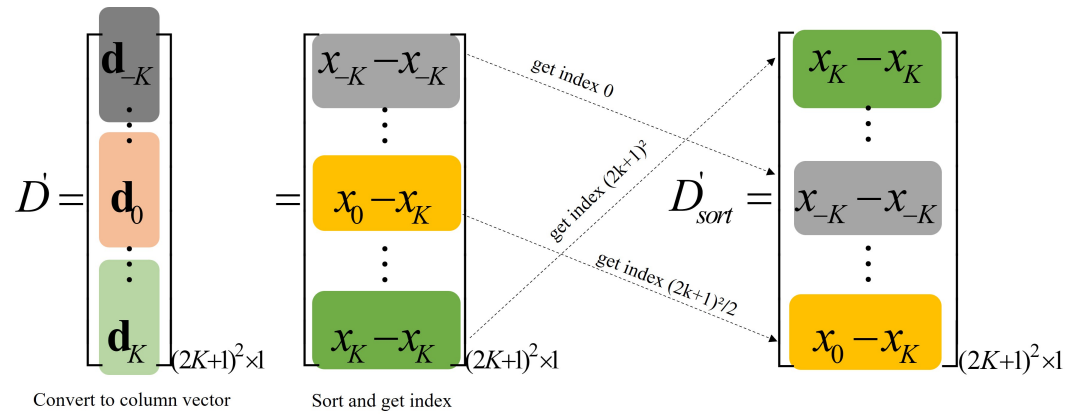 D' = [d_{-K} ⋮ d_0 ⋮ d_K]_{(2K+1)^2×1}
= [x_{-K} − x_{-K} ⋮ x_0 − x_K ⋮ x_K − x_K]_{(2K+1)^2×1}
get index 0
get index (2k+1)²
get index (2k+1)²/2
D'_{sort} = [x_K − x_K ⋮ x_{-K} − x_{-K} ⋮ x_0 − x_K]_{(2K+1)^2×1}
Convert to column vector
Sort and get index